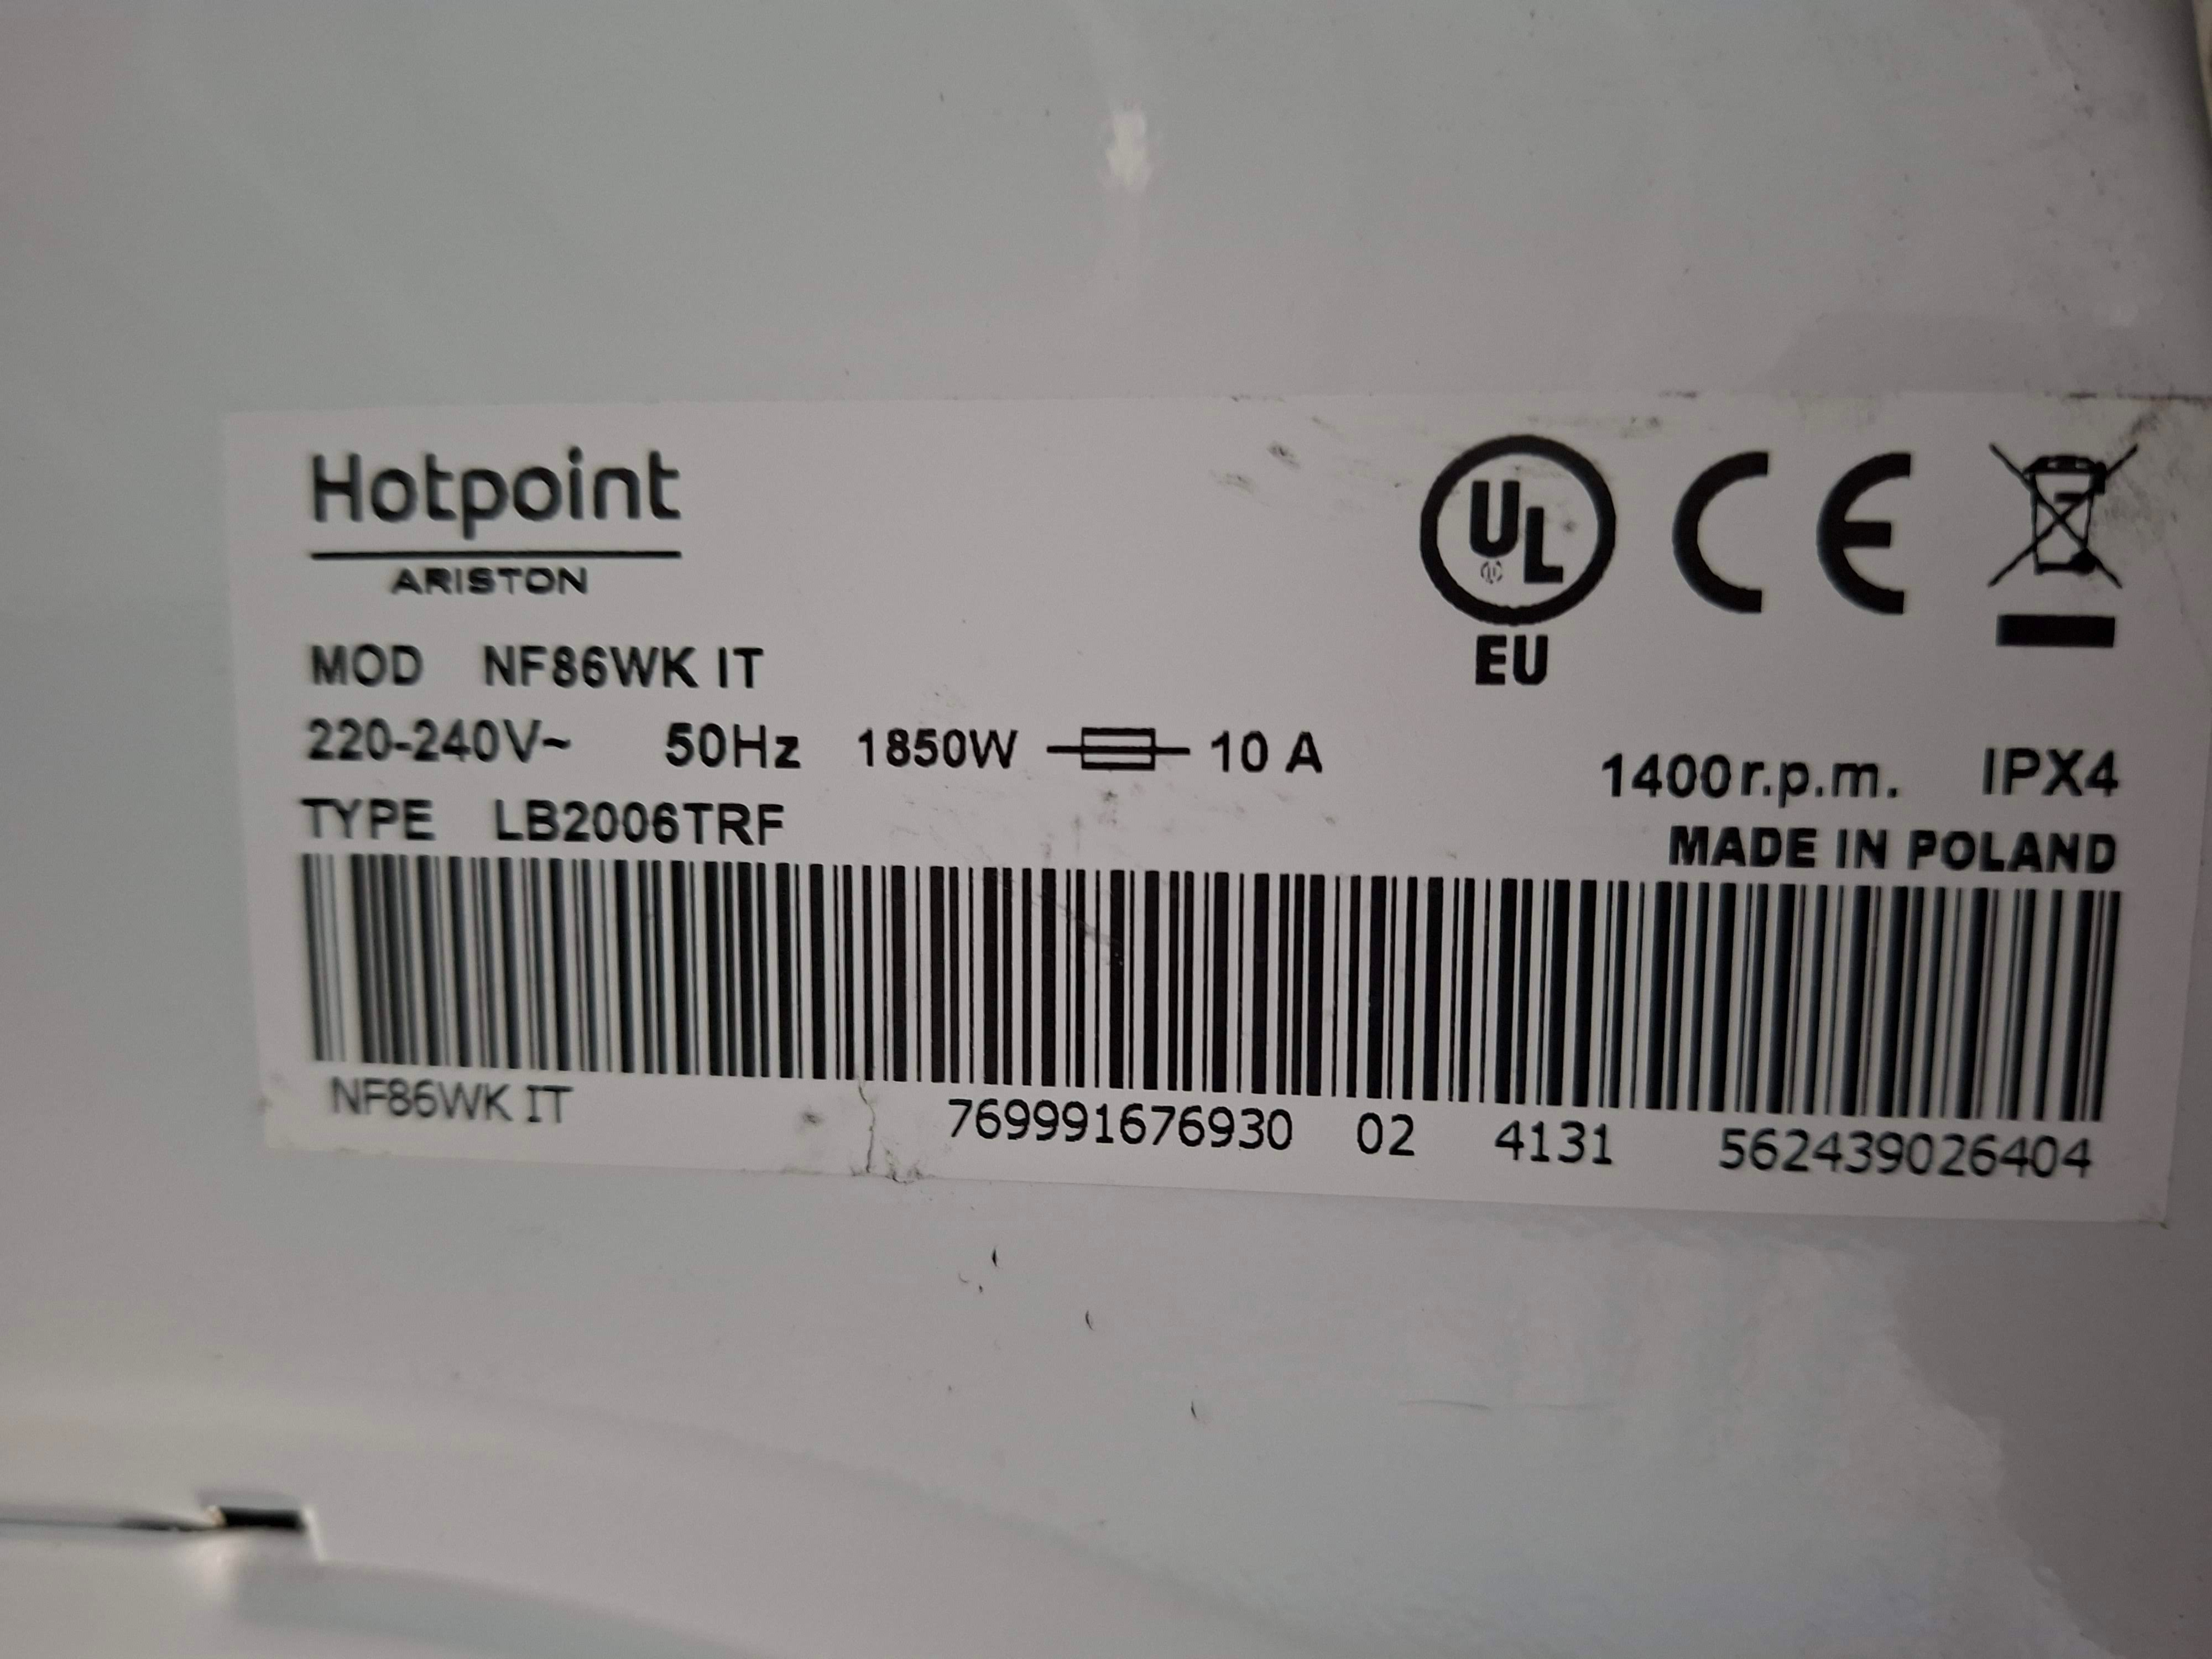 Hotpoint
ARISTON
UL
EU
CE
MOD NF86WK IT
220-240V~ 50Hz 1850W 10 A
1400r.p.m. IPX4
TYPE LB2006TRF
MADE IN POLAND
NF86WK IT 769991676930 02 4131 562439026404